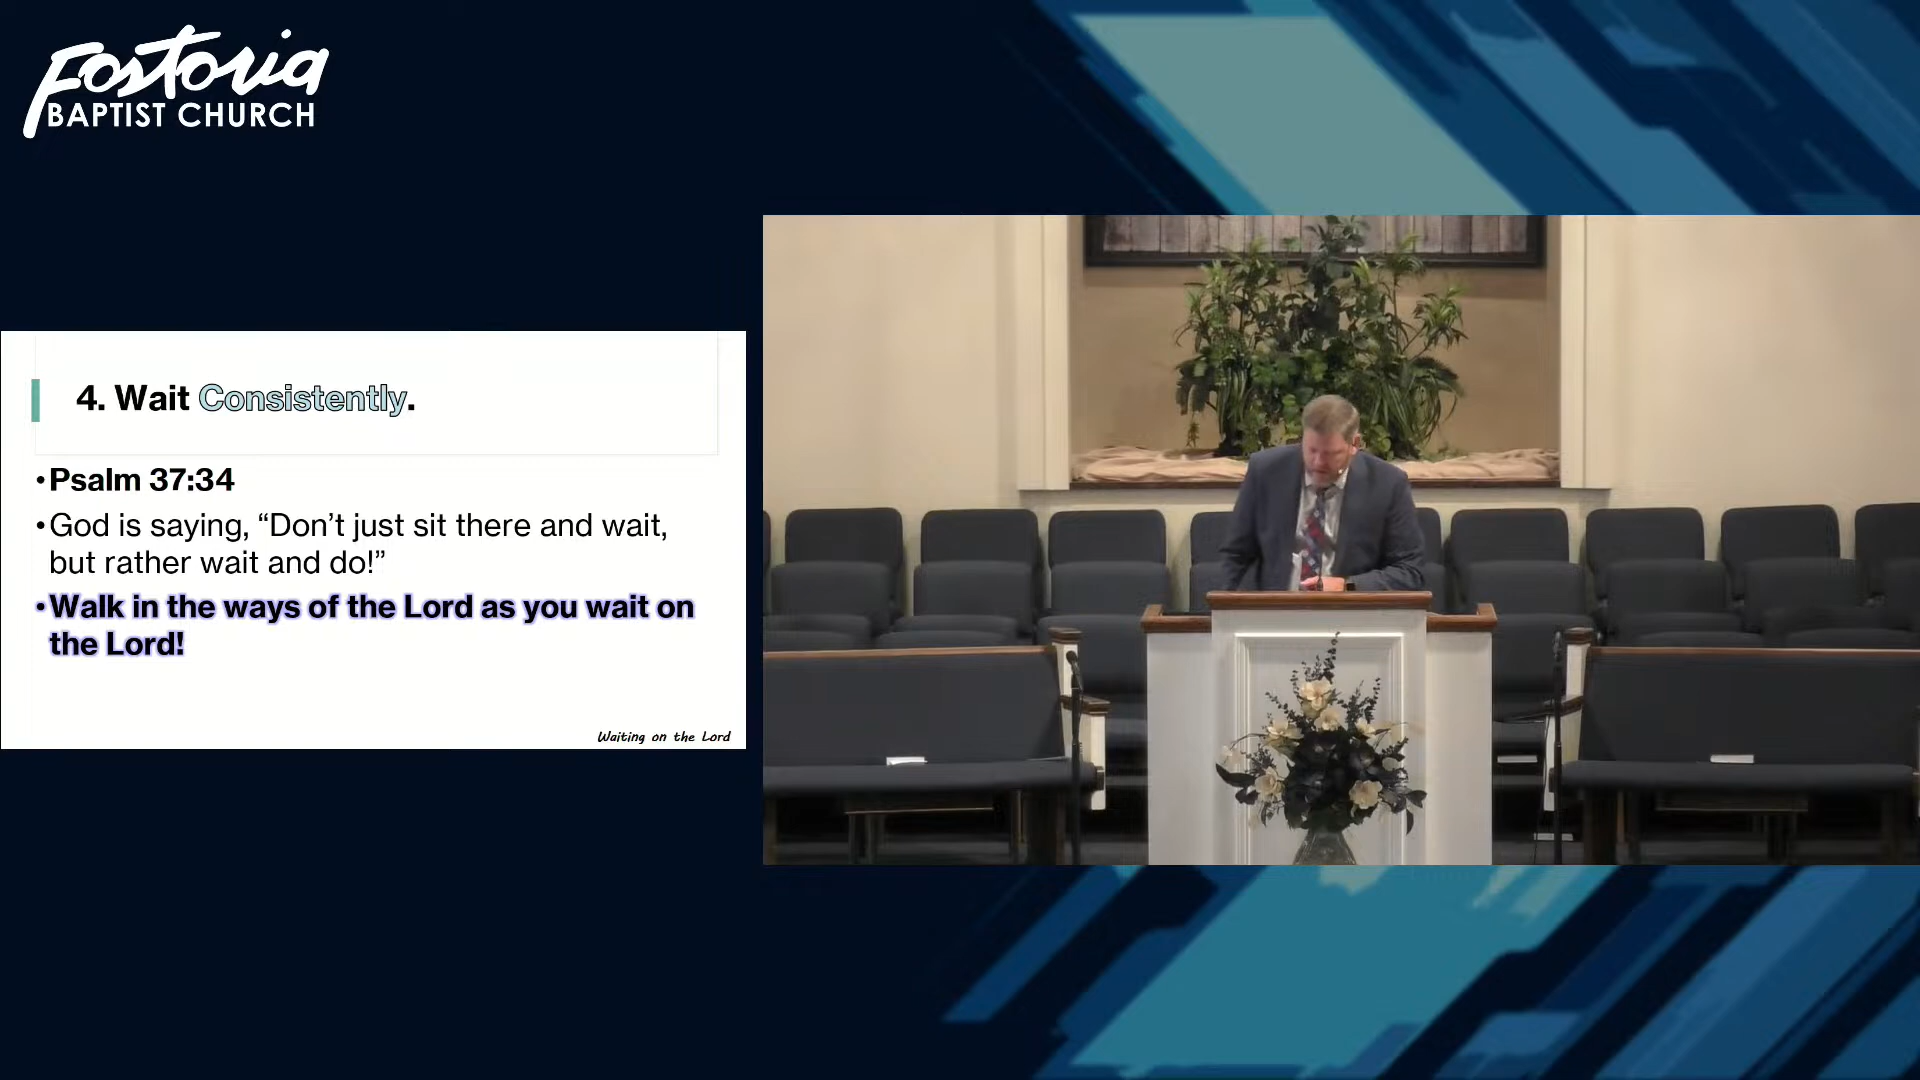 Fostoria
BAPTIST CHURCH
4. Wait Consistently.
•Psalm 37:34
•God is saying, “Don’t just sit there and wait,
but rather wait and do!”
•Walk in the ways of the Lord as you wait on
the Lord!
Waiting on the Lord